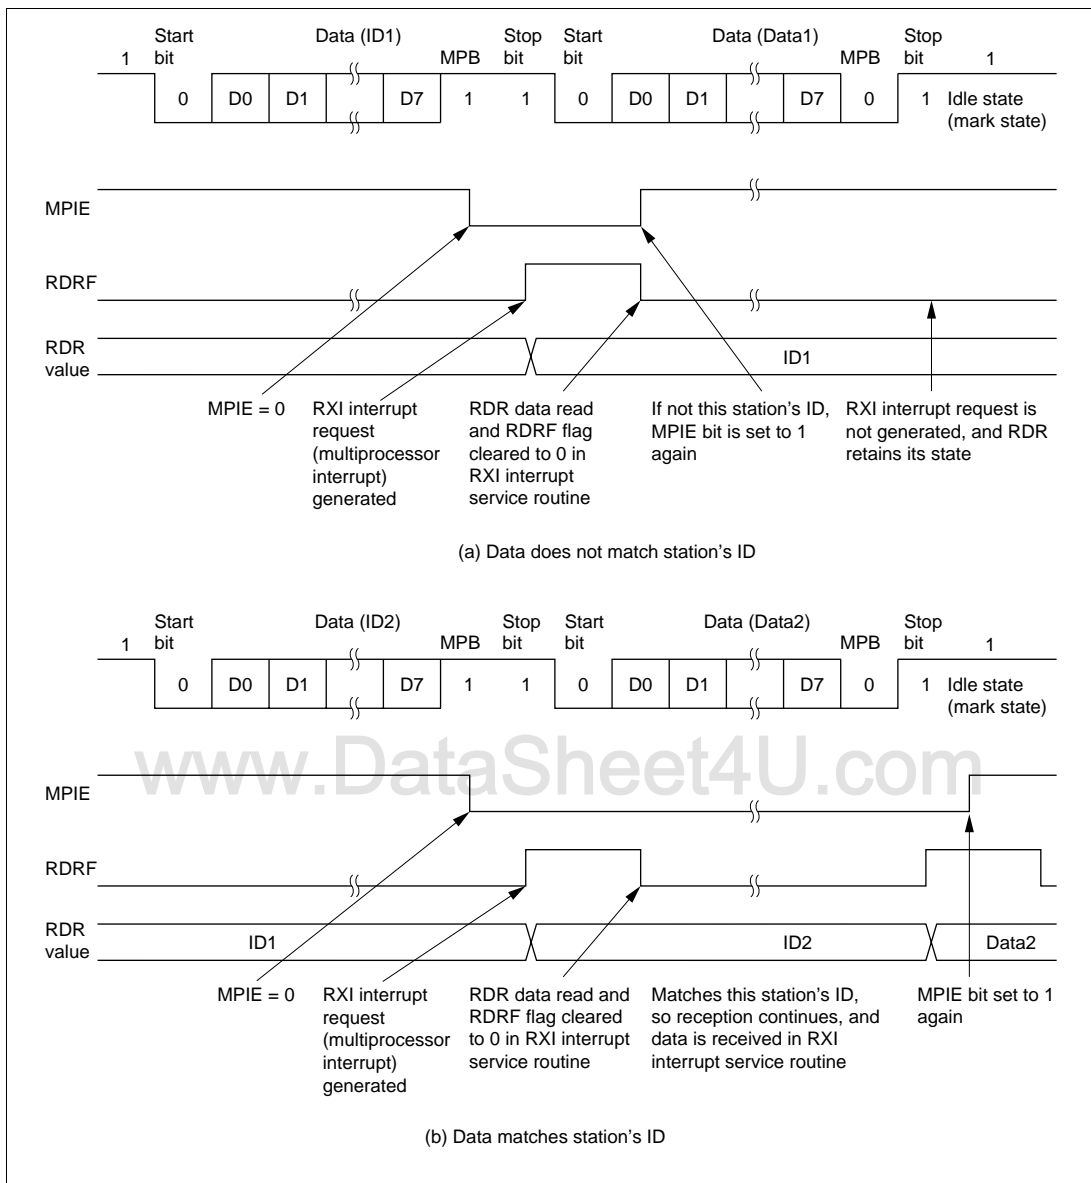 Start bit
Data (ID1)
Stop bit
Start bit
Data (Data1)
Stop bit
1
MPB
MPB
1
0 D0 D1 D7 1 1 0 D0 D1 D7 0 1 Idle state (mark state)
MPIE
RDRF
RDR value
ID1
MPIE = 0
RXI interrupt
request
(multiprocessor
interrupt)
generated
RDR data read
and RDRF flag
cleared to 0 in
RXI interrupt
service routine
If not this station's ID,
MPIE bit is set to 1
again
RXI interrupt request is
not generated, and RDR
retains its state
(a) Data does not match station's ID
Start bit
Data (ID2)
Stop bit
Start bit
Data (Data2)
Stop bit
1
MPB
MPB
1
0 D0 D1 D7 1 1 0 D0 D1 D7 0 1 Idle state (mark state)
www.DataSheet4U.com
MPIE
RDRF
RDR value
ID1
ID2
Data2
MPIE = 0
RXI interrupt
request
(multiprocessor
interrupt)
generated
RDR data read and
RDRF flag cleared
to 0 in RXI interrupt
service routine
Matches this station's ID,
so reception continues, and
data is received in RXI
interrupt service routine
MPIE bit set to 1
again
(b) Data matches station's ID